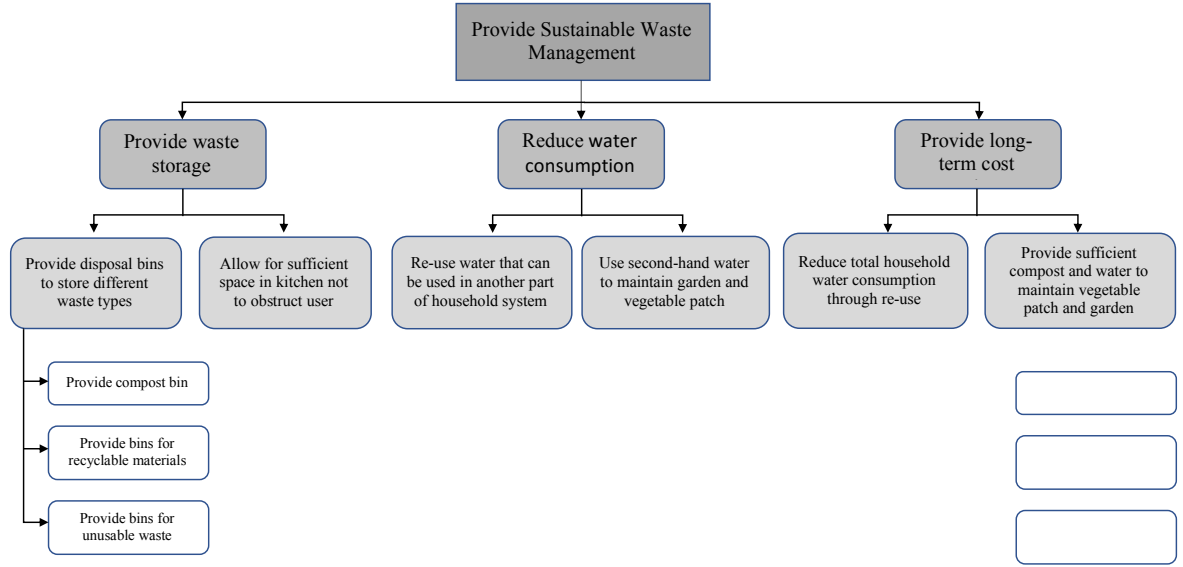 Provide Sustainable Waste
Management
Provide waste
storage
Reduce water
consumption
Provide long-
term cost
Provide disposal bins
to store different
waste types
Allow for sufficient
space in kitchen not
to obstruct user
Re-use water that can
be used in another part
of household system
Use second-hand water
to maintain garden and
vegetable patch
Reduce total household
water consumption
through re-use
Provide sufficient
compost and water to
maintain vegetable
patch and garden
Provide compost bin
Provide bins for
recyclable materials
Provide bins for
unusable waste